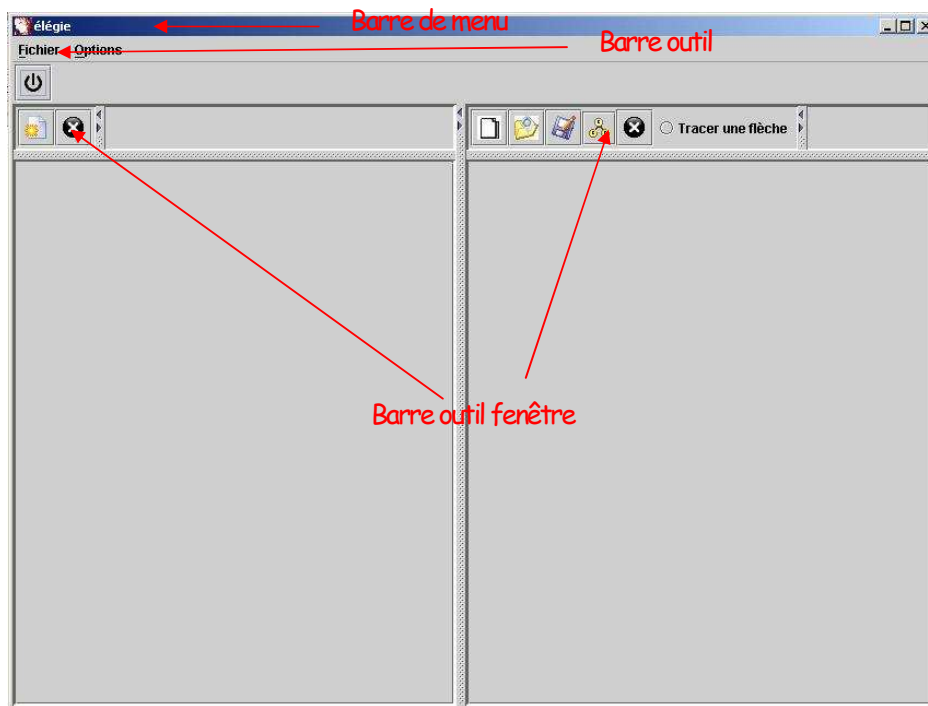 élégie
Barre de menu
Fichier Options
Barre outil
Tracer une flèche
Barre outil fenêtre